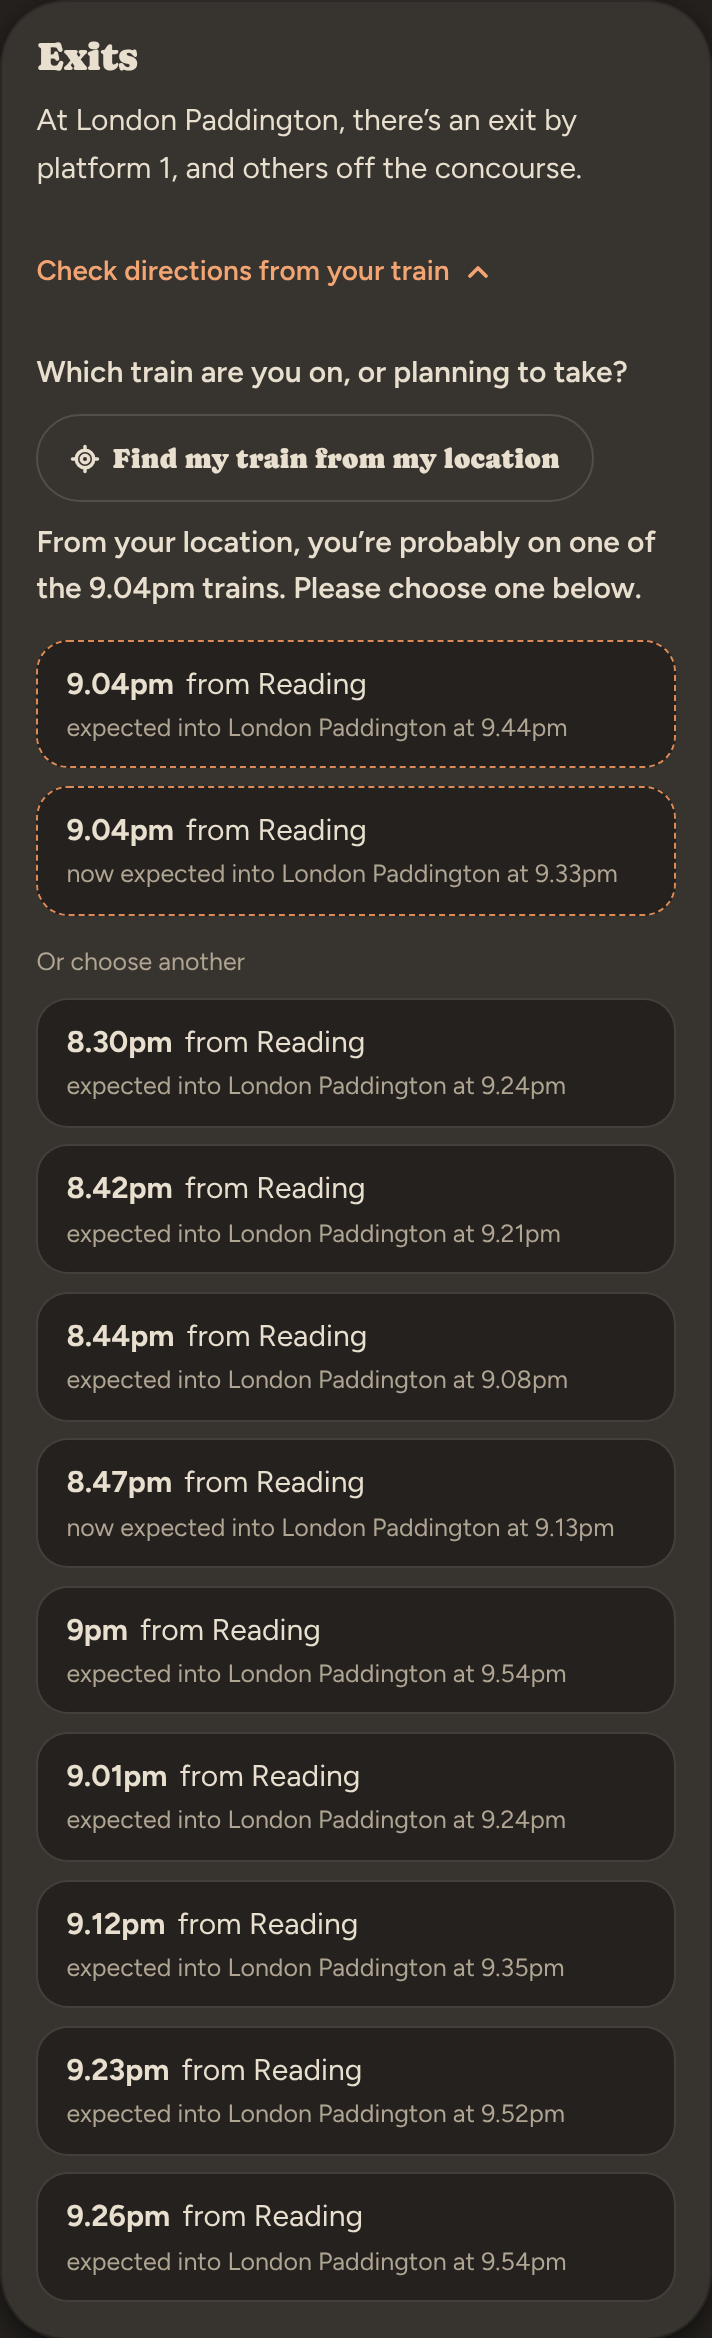 Exits
At London Paddington, there’s an exit by
platform 1, and others off the concourse.
Check directions from your train
Which train are you on, or planning to take?
Find my train from my location
From your location, you’re probably on one of
the 9.04pm trains. Please choose one below.
9.04pm from Reading
expected into London Paddington at 9.44pm
9.04pm from Reading
now expected into London Paddington at 9.33pm
Or choose another
8.30pm from Reading
expected into London Paddington at 9.24pm
8.42pm from Reading
expected into London Paddington at 9.21pm
8.44pm from Reading
expected into London Paddington at 9.08pm
8.47pm from Reading
now expected into London Paddington at 9.13pm
9pm from Reading
expected into London Paddington at 9.54pm
9.01pm from Reading
expected into London Paddington at 9.24pm
9.12pm from Reading
expected into London Paddington at 9.35pm
9.23pm from Reading
expected into London Paddington at 9.52pm
9.26pm from Reading
expected into London Paddington at 9.54pm